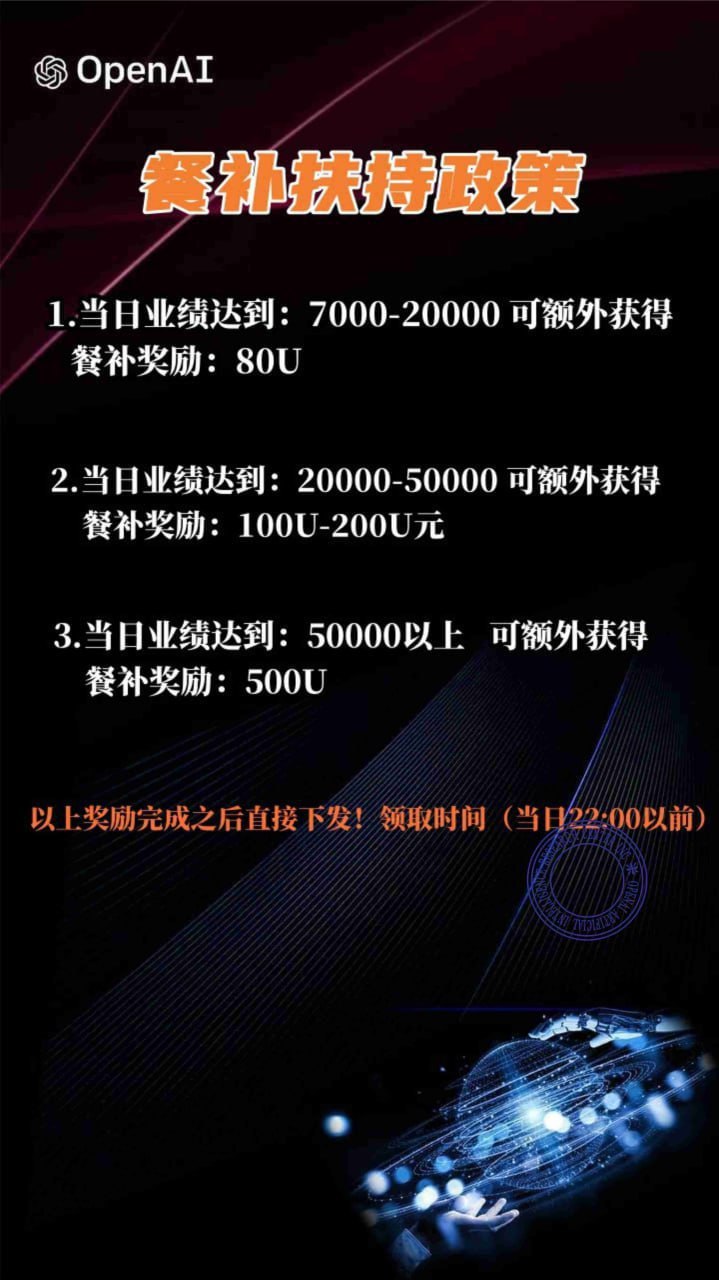 OpenAI
餐补扶持政策
1.当日业绩达到：7000-20000 可额外获得
餐补奖励：80U
2.当日业绩达到：20000-50000 可额外获得
餐补奖励：100U-200U元
3.当日业绩达到：50000以上 可额外获得
餐补奖励：500U
以上奖励完成之后直接下发！领取时间（当日22:00以前）
OPENAI ARTIFICIAL